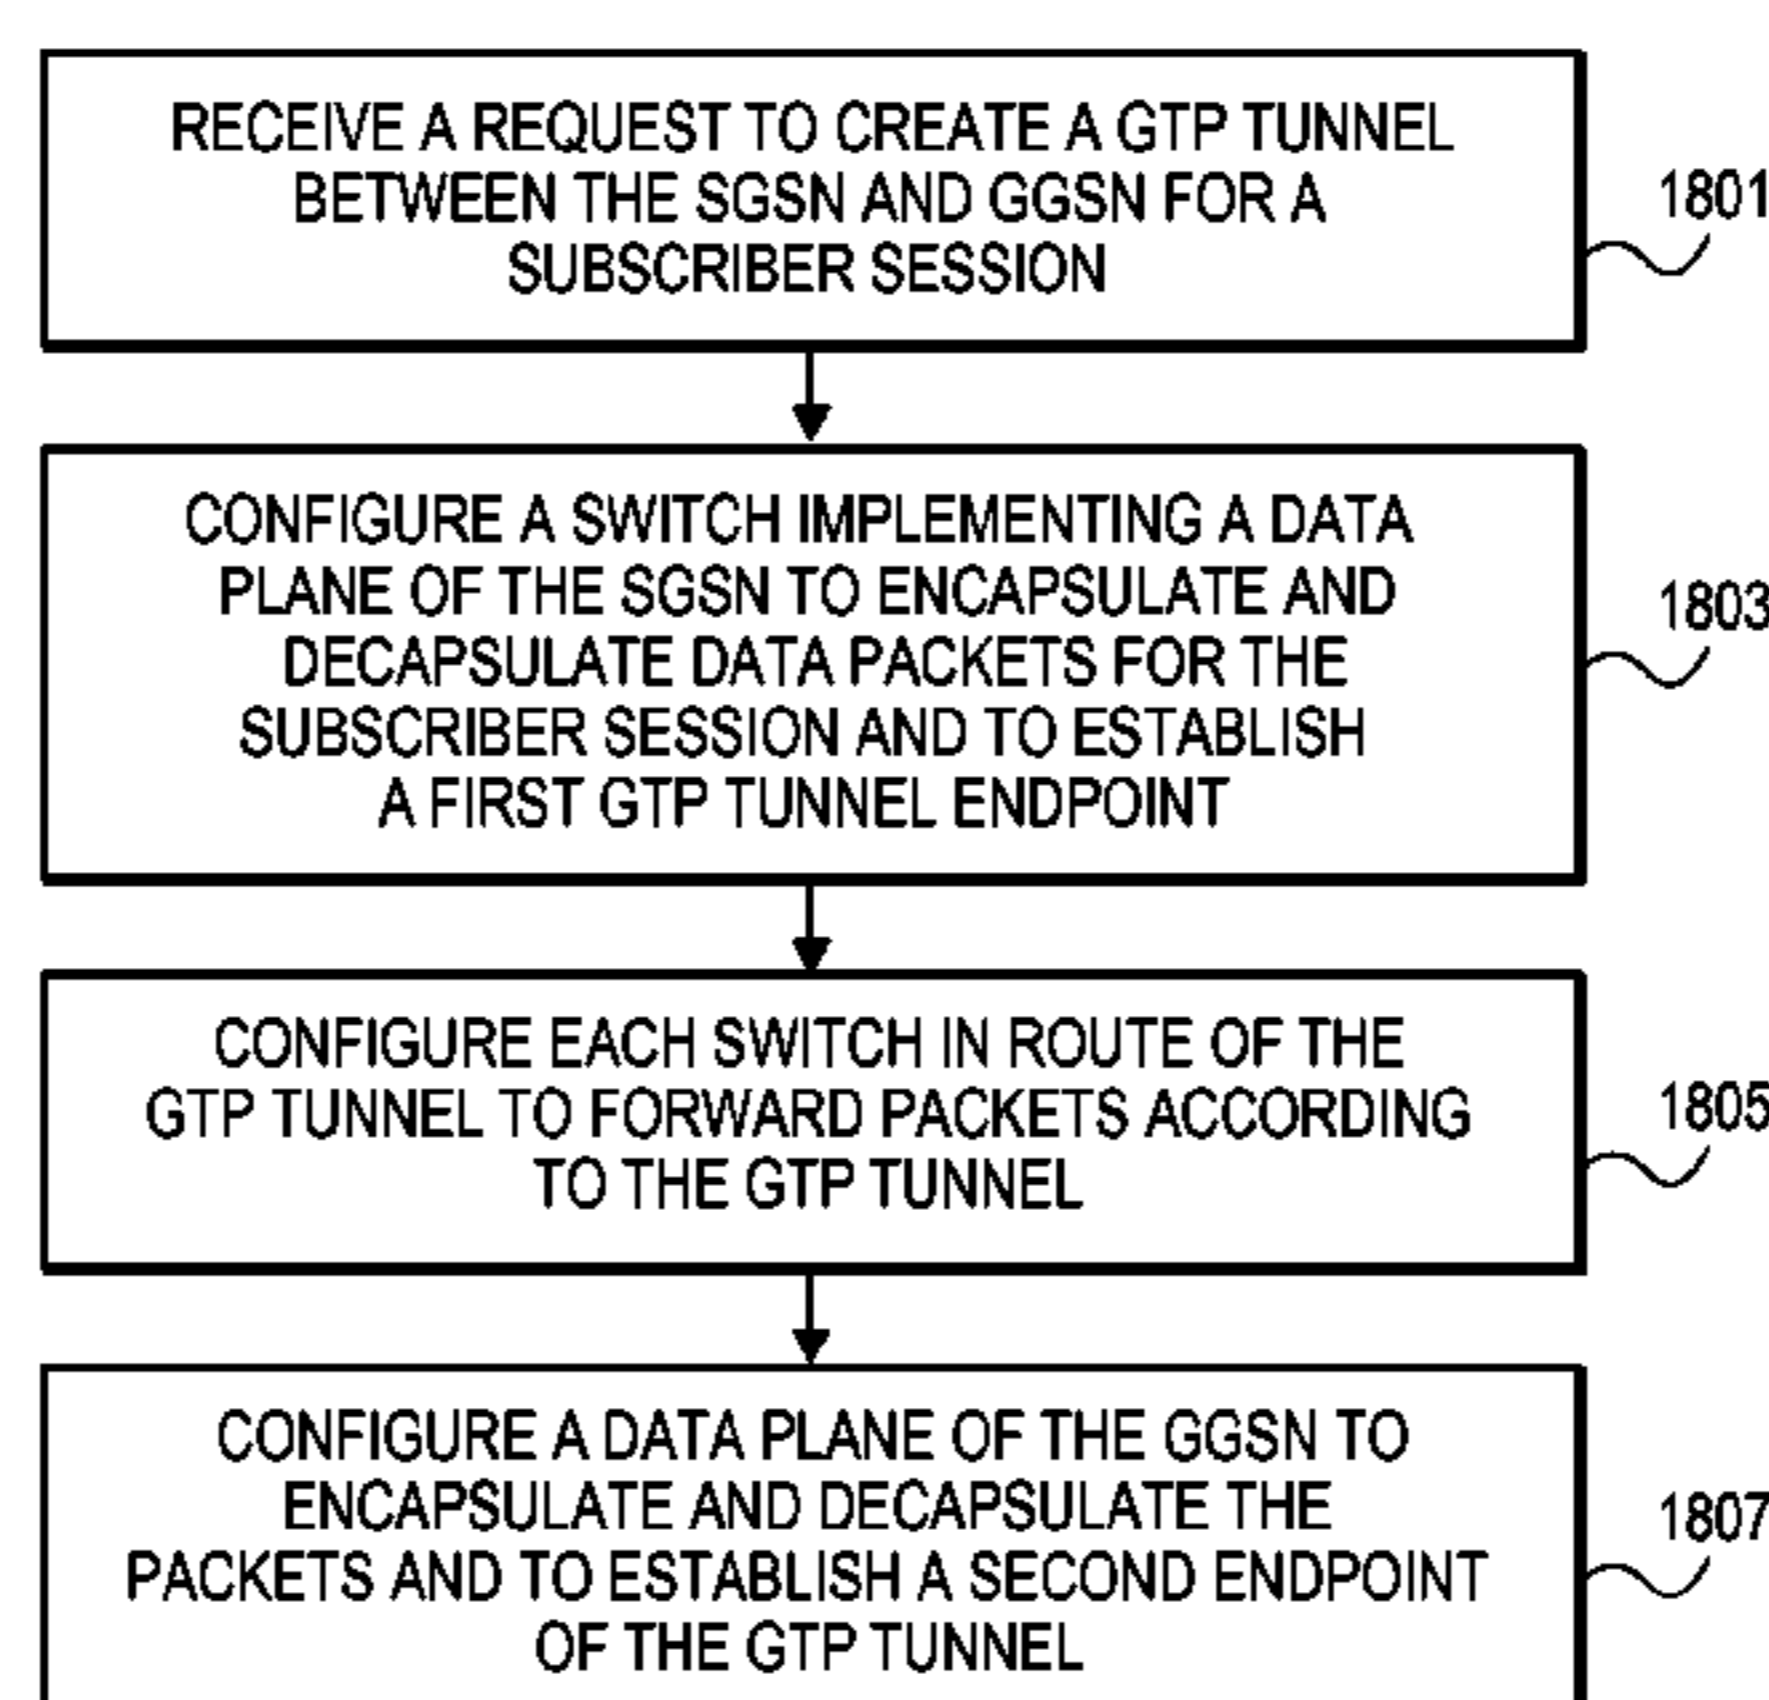 RECEIVE A REQUEST TO CREATE A GTP TUNNEL
BETWEEN THE SGSN AND GGSN FOR A
SUBSCRIBER SESSION
1801
CONFIGURE A SWITCH IMPLEMENTING A DATA
PLANE OF THE SGSN TO ENCAPSULATE AND
DECAPSULATE DATA PACKETS FOR THE
SUBSCRIBER SESSION AND TO ESTABLISH
A FIRST GTP TUNNEL ENDPOINT
1803
CONFIGURE EACH SWITCH IN ROUTE OF THE
GTP TUNNEL TO FORWARD PACKETS ACCORDING
TO THE GTP TUNNEL
1805
CONFIGURE A DATA PLANE OF THE GGSN TO
ENCAPSULATE AND DECAPSULATE THE
PACKETS AND TO ESTABLISH A SECOND ENDPOINT
OF THE GTP TUNNEL
1807